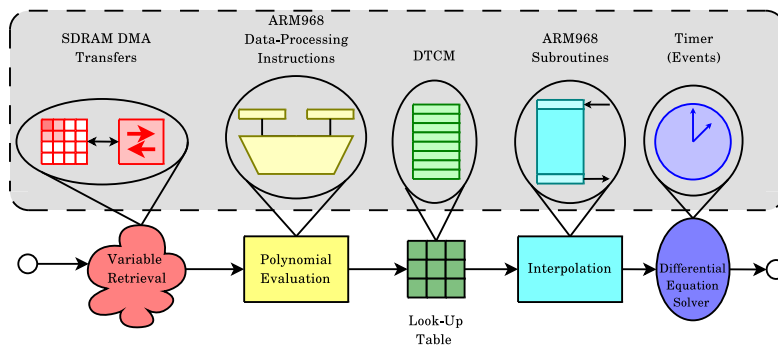 SDRAM DMA
Transfers
ARM968
Data-Processing
Instructions
DTCM
ARM968
Subroutines
Timer
(Events)
Variable
Retrieval
Polynomial
Evaluation
Look-Up
Table
Interpolation
Differential
Equation
Solver